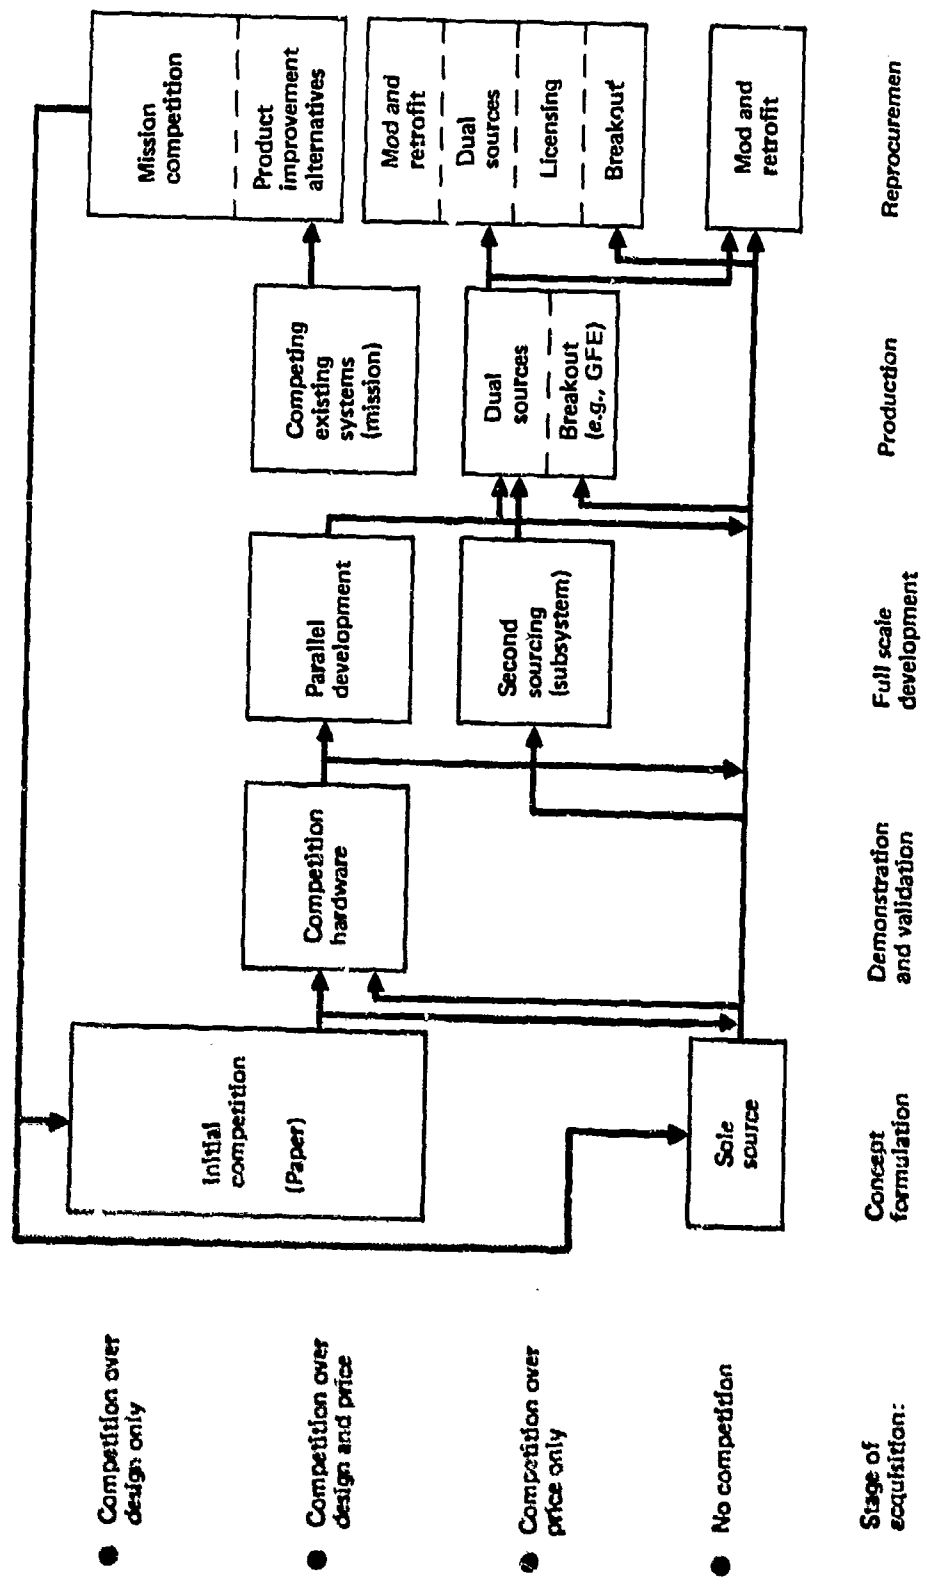 Mission
competition
Product
improvement
alternatives
Mod and
retrofit
Dual
sources
Licensing
Breakout
Mod and
retrofit
Reprocuremen
Competing
existing
systems
(mission)
Dual
sources
Breakout
(e.g., GFE)
Production
Parallel
development
Second
sourcing
(subsystem)
Full scale
development
Competition
hardware
Demonstration
and validation
Initial
competition
(Paper)
Sole
source
Concept
formulation
● Competition over
design only
● Competition over
design and price
● Competition over
price only
● No competition
Stage of
acquisition: